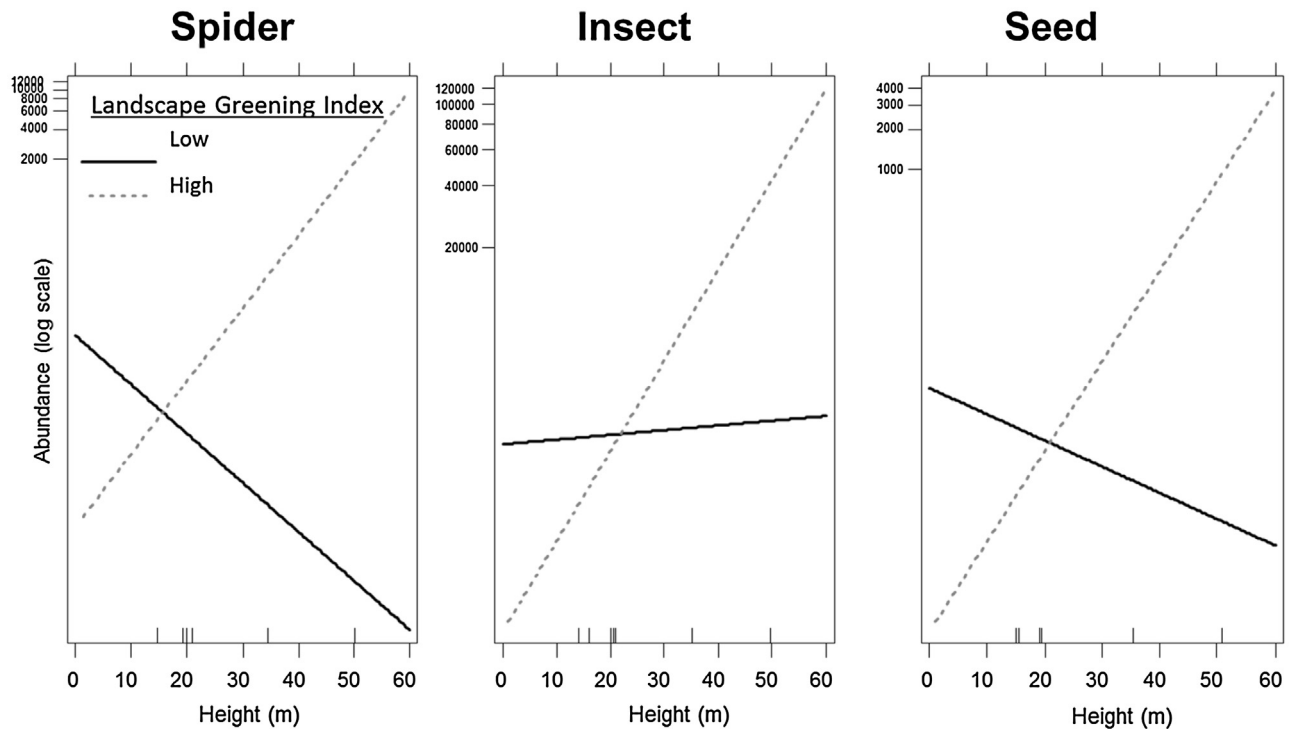 Spider Insect Seed
Landscape Greening Index
Low
High
12000
10000
8000
6000
4000
2000
120000
100000
80000
60000
40000
20000
4000
3000
2000
1000
Abundance (log scale)
0 10 20 30 40 50 60
0 10 20 30 40 50 60
0 10 20 30 40 50 60
Height (m)
Height (m)
Height (m)